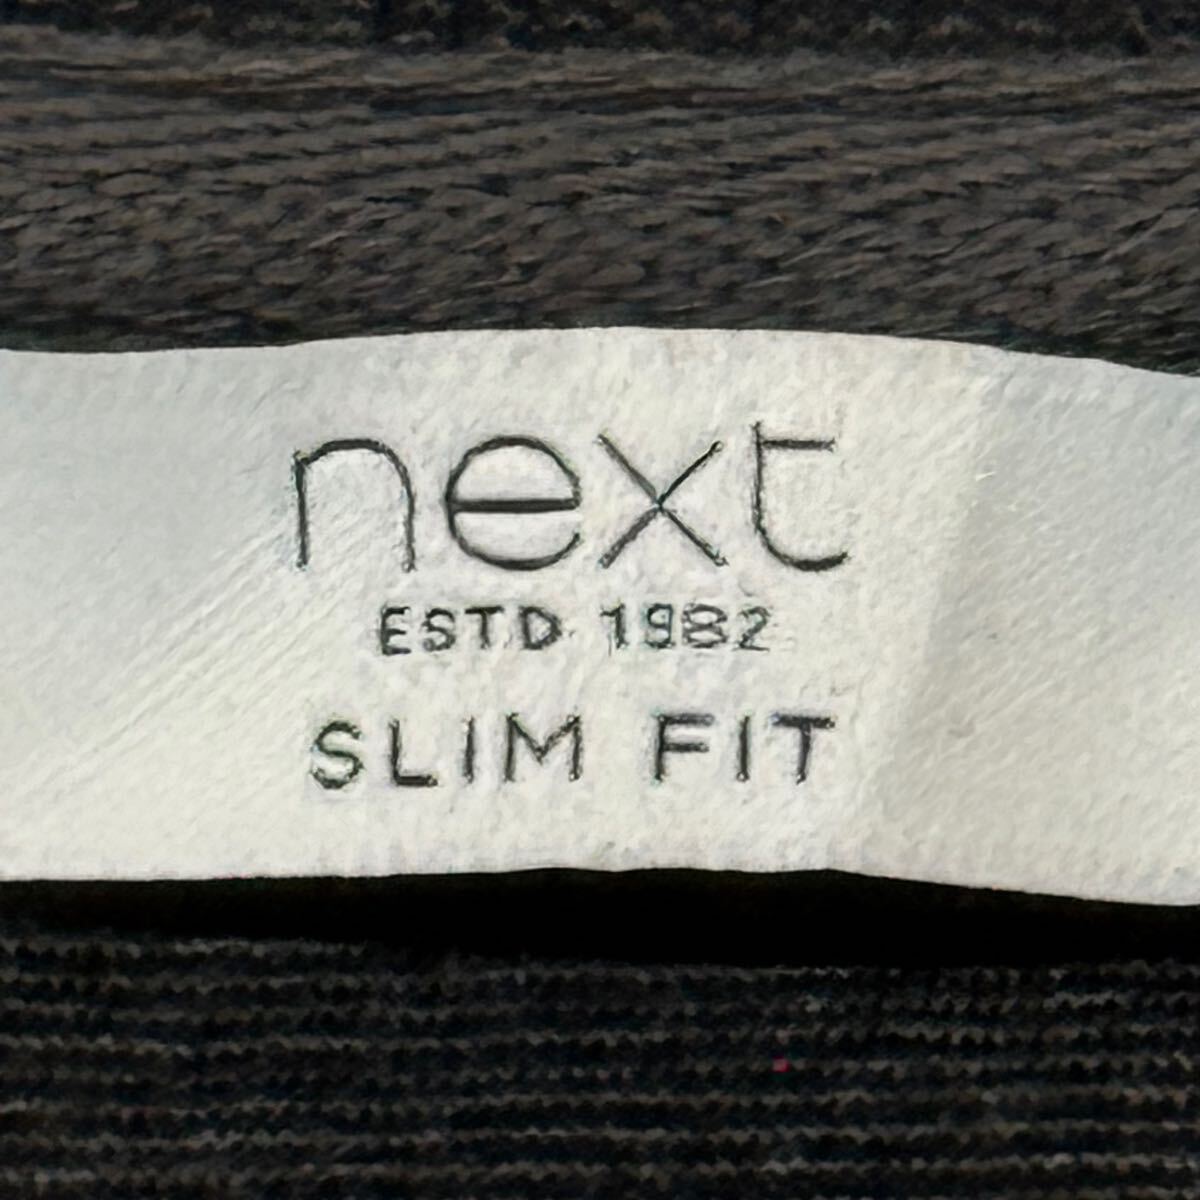 next
ESTD 1982
SLIM FIT